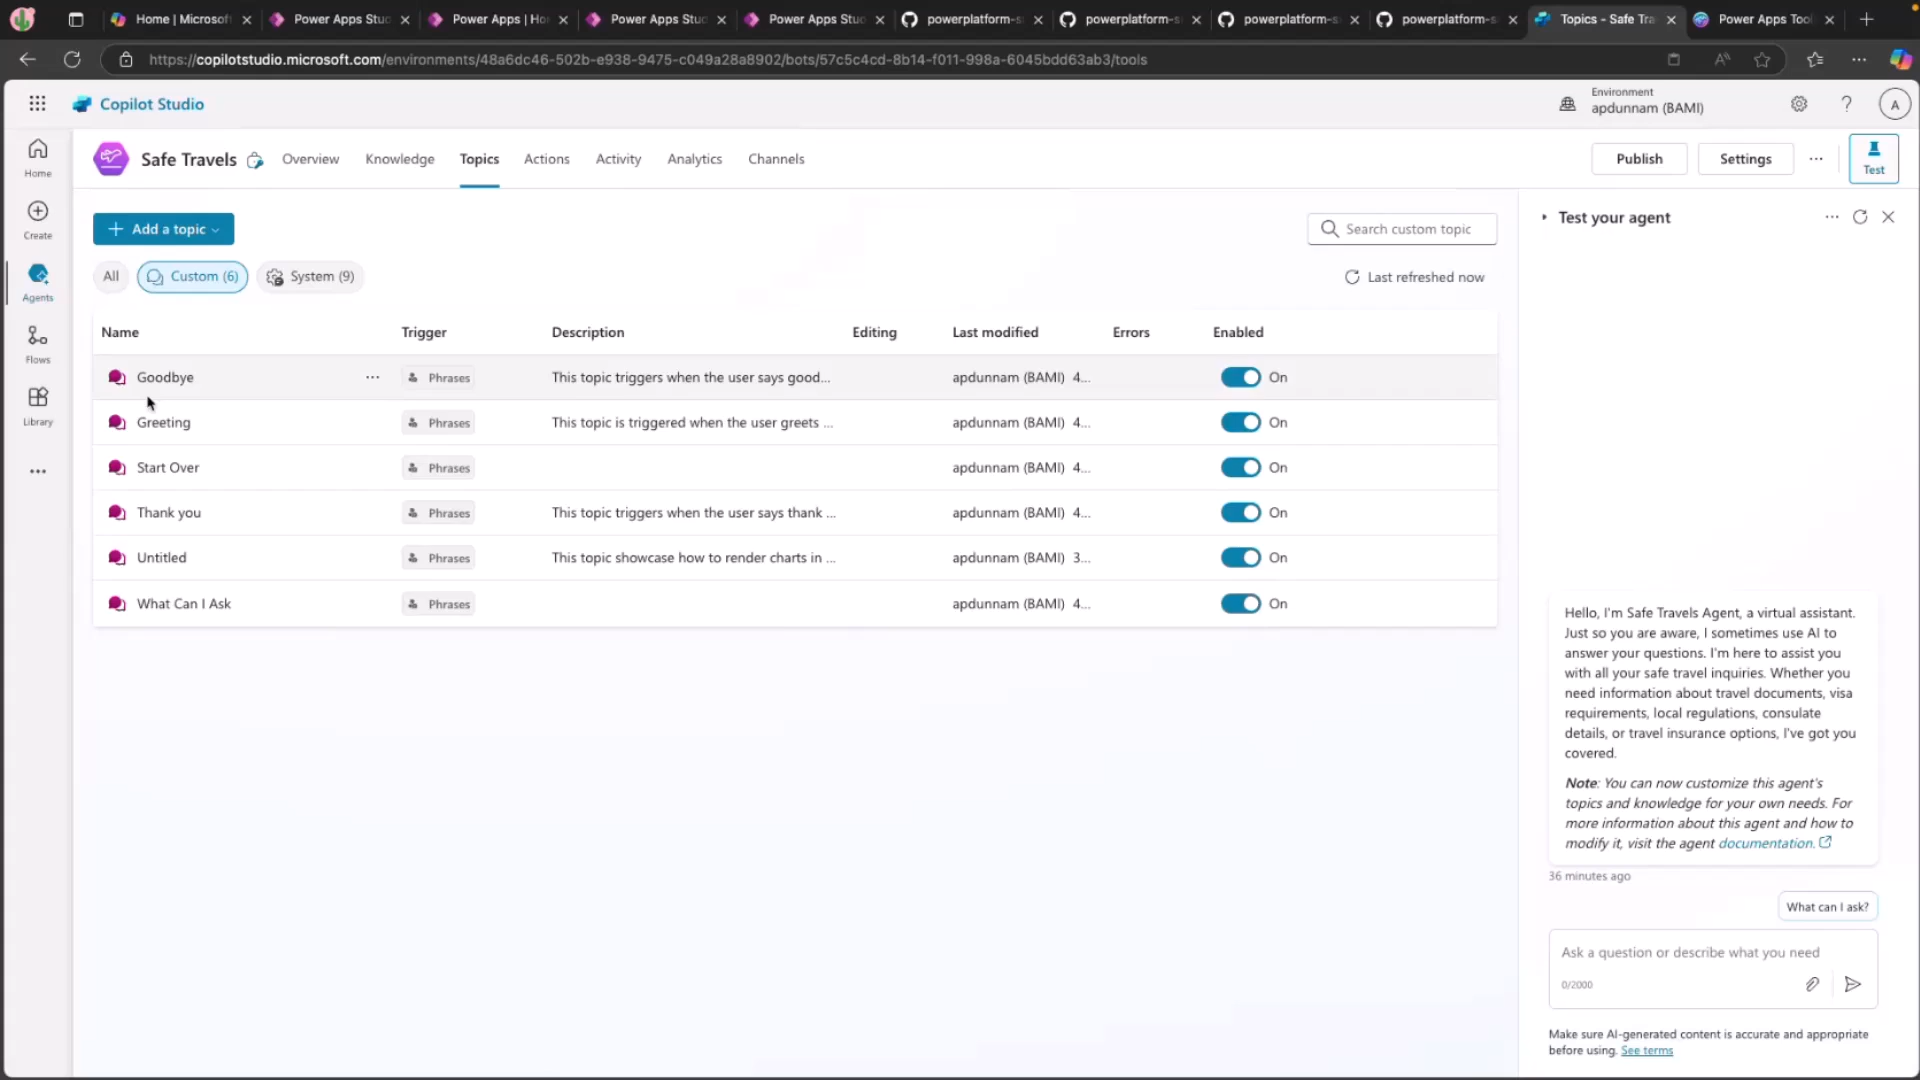 Home | Microsof
Power Apps Stud
Power Apps | Ho
Power Apps Stud
Power Apps Stud
powerplatform-s
powerplatform-s
powerplatform-s
powerplatform-s
Topics - Safe Tra
Power Apps Tool
https://copilotstudio.microsoft.com/environments/48a6dc46-502b-e938-9475-c049a28a8902/bots/57c5c4cd-8b14-f011-998a-6045bdd63ab3/tools
Copilot Studio
Environment
apdunnam (BAMI)
?
A
Home
Create
Agents
Flows
Library
Safe Travels
Overview
Knowledge
Topics
Actions
Activity
Analytics
Channels
Publish
Settings
Test
Add a topic
Search custom topic
All
Custom (6)
System (9)
Last refreshed now
Name Trigger Description Editing Last modified Errors Enabled
Goodbye ... Phrases This topic triggers when the user says good... apdunnam (BAMI) 4... On
Greeting Phrases This topic is triggered when the user greets ... apdunnam (BAMI) 4... On
Start Over Phrases apdunnam (BAMI) 4... On
Thank you Phrases This topic triggers when the user says thank ... apdunnam (BAMI) 4... On
Untitled Phrases This topic showcase how to render charts in ... apdunnam (BAMI) 3... On
What Can I Ask Phrases apdunnam (BAMI) 4... On
Test your agent
Hello, I'm Safe Travels Agent, a virtual assistant.
Just so you are aware, I sometimes use AI to
answer your questions. I'm here to assist you
with all your safe travel inquiries. Whether you
need information about travel documents, visa
requirements, local regulations, consulate
details, or travel insurance options, I've got you
covered.
Note: You can now customize this agent's
topics and knowledge for your own needs. For
more information about this agent and how to
modify it, visit the agent documentation.
36 minutes ago
What can I ask?
Ask a question or describe what you need
0/2000
Make sure AI-generated content is accurate and appropriate
before using. See terms